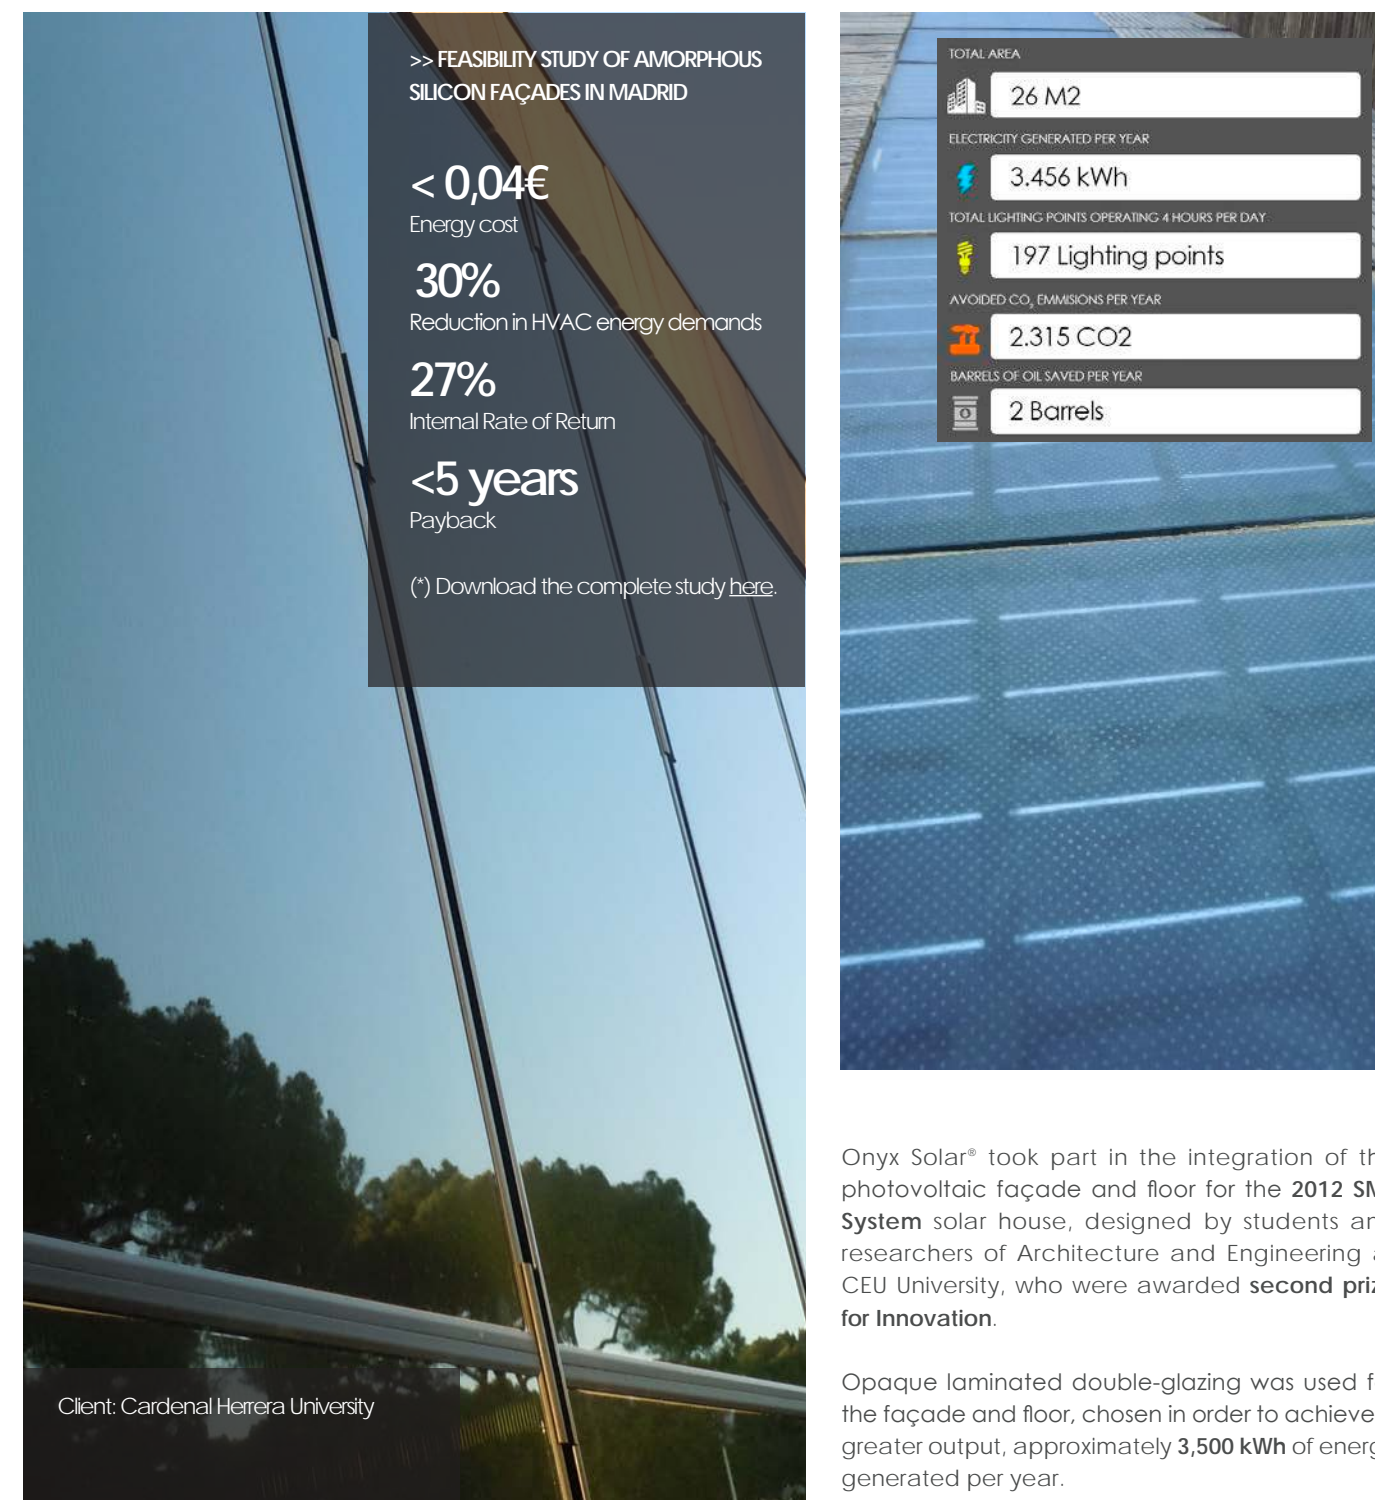 >> FEASIBILITY STUDY OF AMORPHOUS
SILICON FAÇADES IN MADRID
< 0,04€
Energy cost
30%
Reduction in HVAC energy demands
27%
Internal Rate of Return
<5 years
Payback
(*) Download the complete study here.
Client: Cardenal Herrera University
TOTAL AREA
26 M2
ELECTRICITY GENERATED PER YEAR
3.456 kWh
TOTAL LIGHTING POINTS OPERATING 4 HOURS PER DAY
197 Lighting points
AVOIDED CO₂ EMMISIONS PER YEAR
2.315 CO2
BARRELS OF OIL SAVED PER YEAR
2 Barrels
Onyx Solar® took part in the integration of
photovoltaic façade and floor for the 2012
System solar house, designed by students
researchers of Architecture and Engineering
CEU University, who were awarded second
for Innovation.
Opaque laminated double-glazing was used
the façade and floor, chosen in order to achieve
greater output, approximately 3,500 kWh of
generated per year.